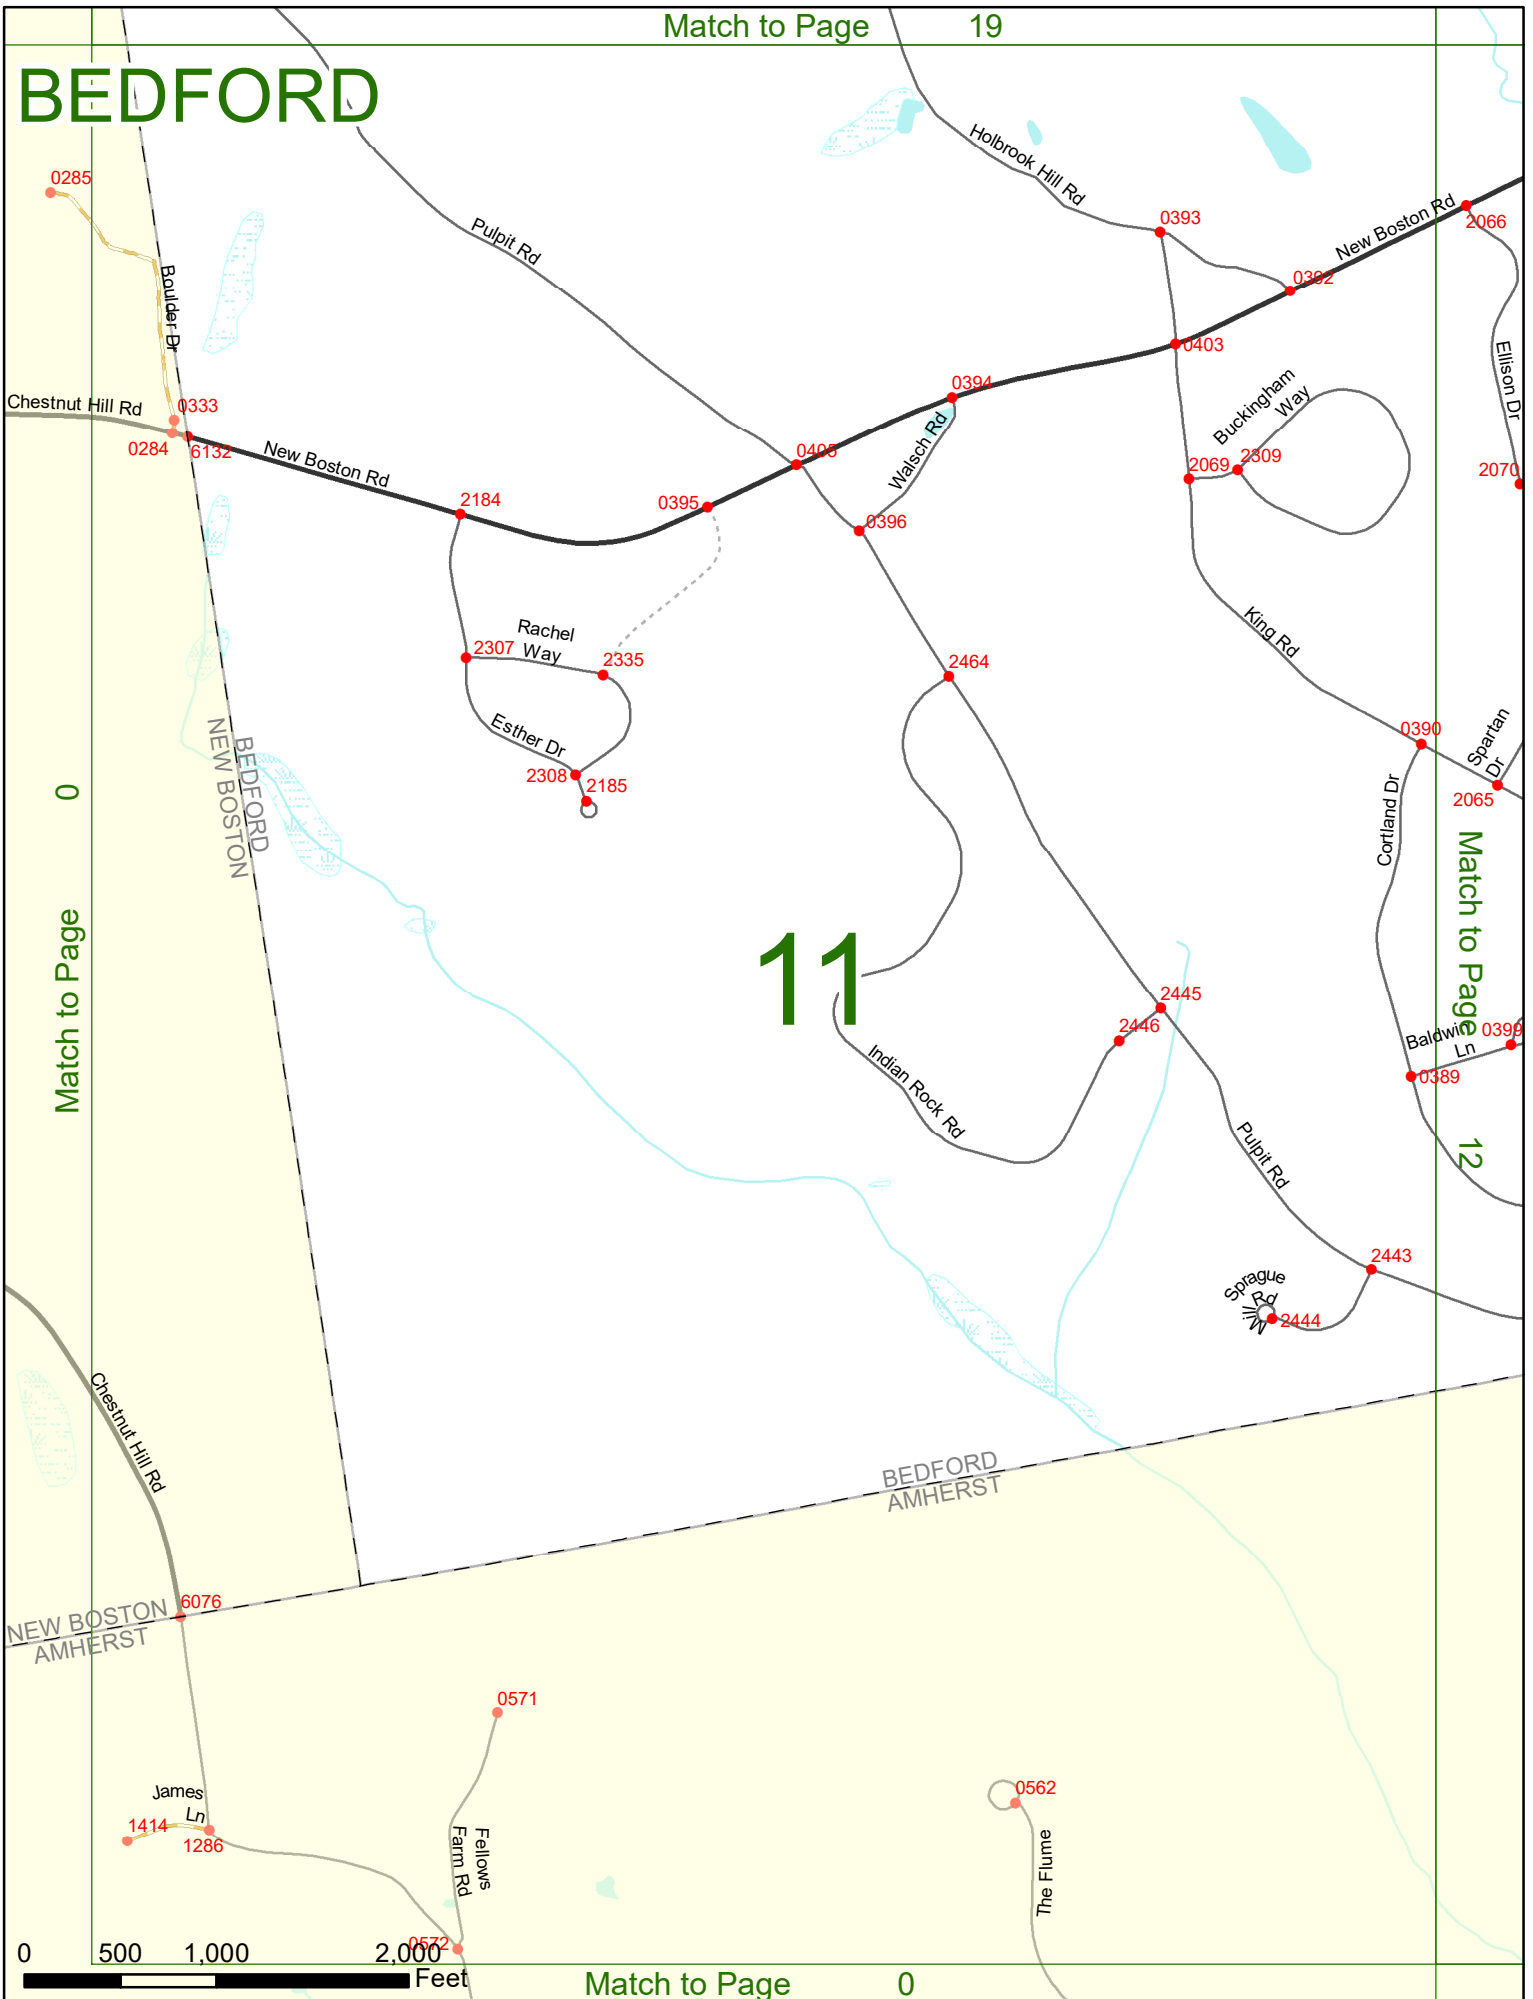 Match to Page 19
BEDFORD
Holbrook Hill Rd
0285
0393
New Boston Rd
2066
Pulpit Rd
Boulder Dr
0392
0403
Ellison Dr
0394
Buckingham
Way
Chestnut Hill Rd
0333
0284
6132
New Boston Rd
0405
Walsch Rd
2069
2309
2070
2184
0395
0396
King Rd
Rachel
Way
2307
2335
2464
Esther Dr
0390
Spartan
Dr
BEDFORD
NEW BOSTON
2308
2185
2065
Cortland Dr
Match to Page 0
Match to Page 12
11
2445
2446
Baldwin
Ln
0399
0389
Indian Rock Rd
Pulpit Rd
2443
Sprague
Mill
Rd
2444
Chestnut Hill Rd
BEDFORD
AMHERST
6076
NEW BOSTON
AMHERST
0571
James
Ln
1414
1286
Fellows
Farm Rd
0562
The Flume
0572
0 500 1,000 2,000
Feet
Match to Page 0